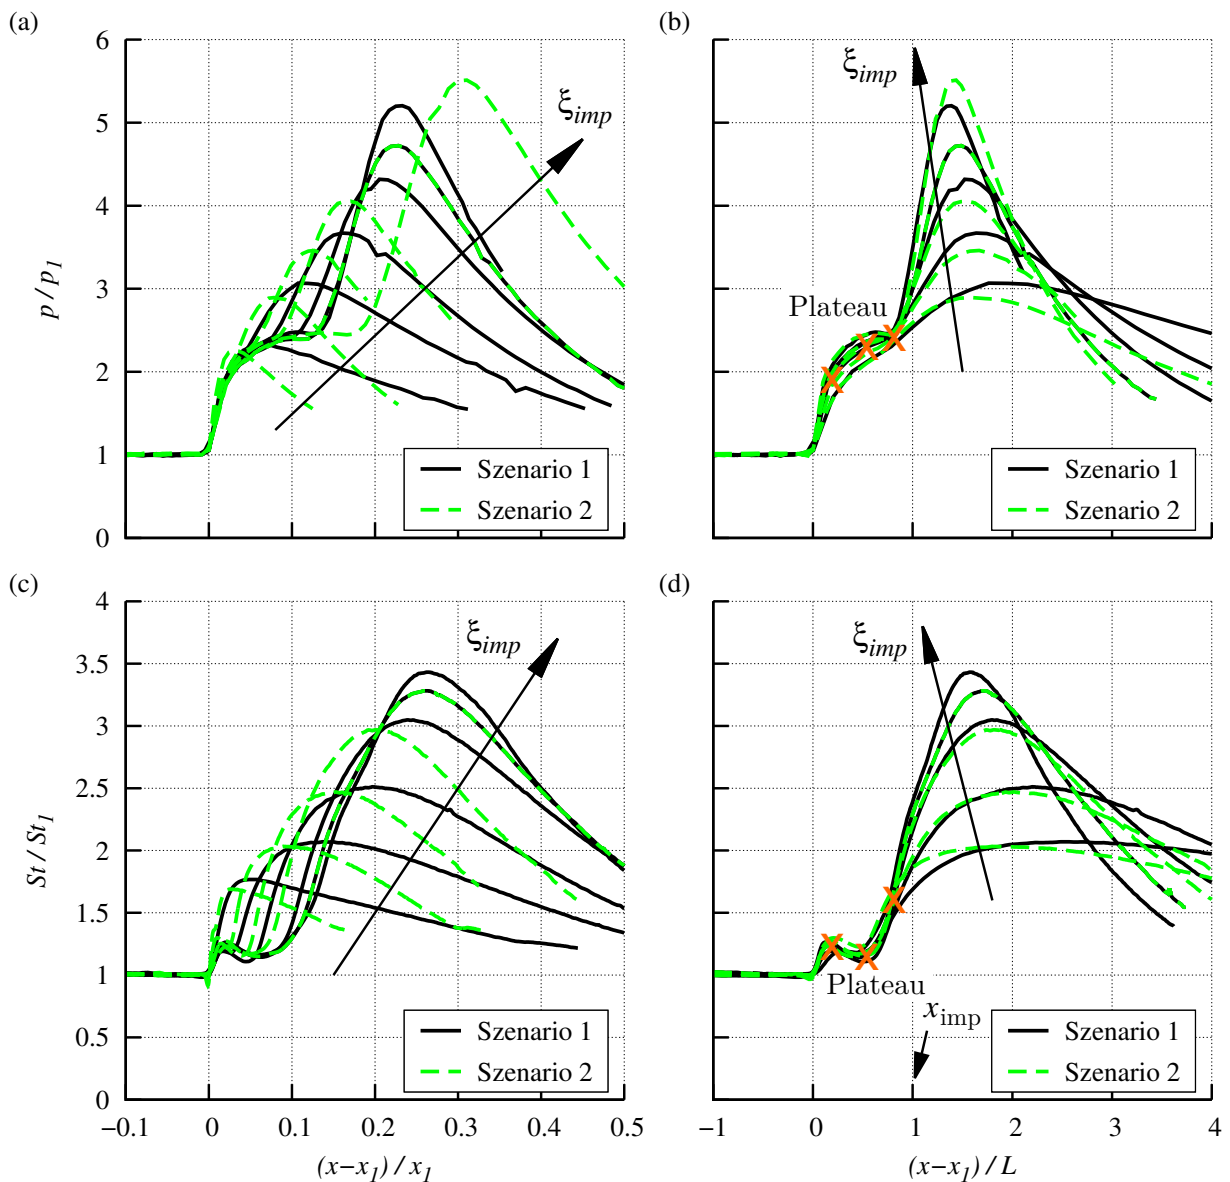 (a)
6
5
4
3
2
1
0
p / p1
ξimp
Szenario 1
Szenario 2
(b)
ξimp
Plateau
Szenario 1
Szenario 2
(c)
4
3.5
3
2.5
2
1.5
1
0.5
0
St / St1
ξimp
Szenario 1
Szenario 2
−0.1 0 0.1 0.2 0.3 0.4 0.5
(x−x1) / x1
(d)
ξimp
Plateau
ximp
Szenario 1
Szenario 2
−1 0 1 2 3 4
(x−x1) / L